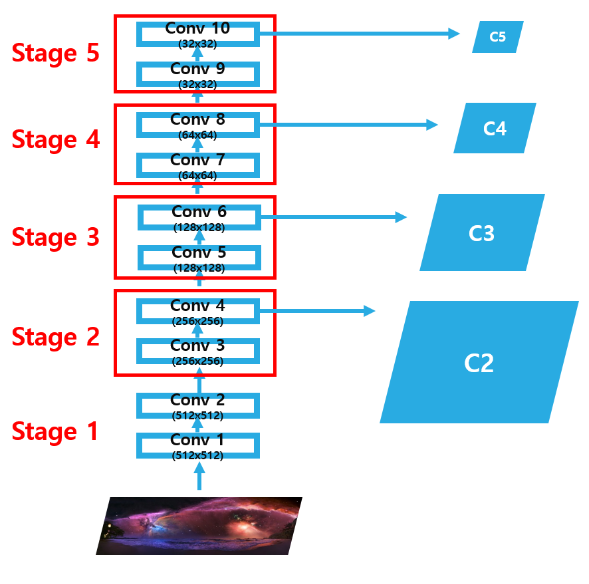 Stage 5
Conv 10
(32x32)
Conv 9
(32x32)
C5
Stage 4
Conv 8
(64x64)
Conv 7
(64x64)
C4
Stage 3
Conv 6
(128x128)
Conv 5
(128x128)
C3
Stage 2
Conv 4
(256x256)
Conv 3
(256x256)
C2
Stage 1
Conv 2
(512x512)
Conv 1
(512x512)